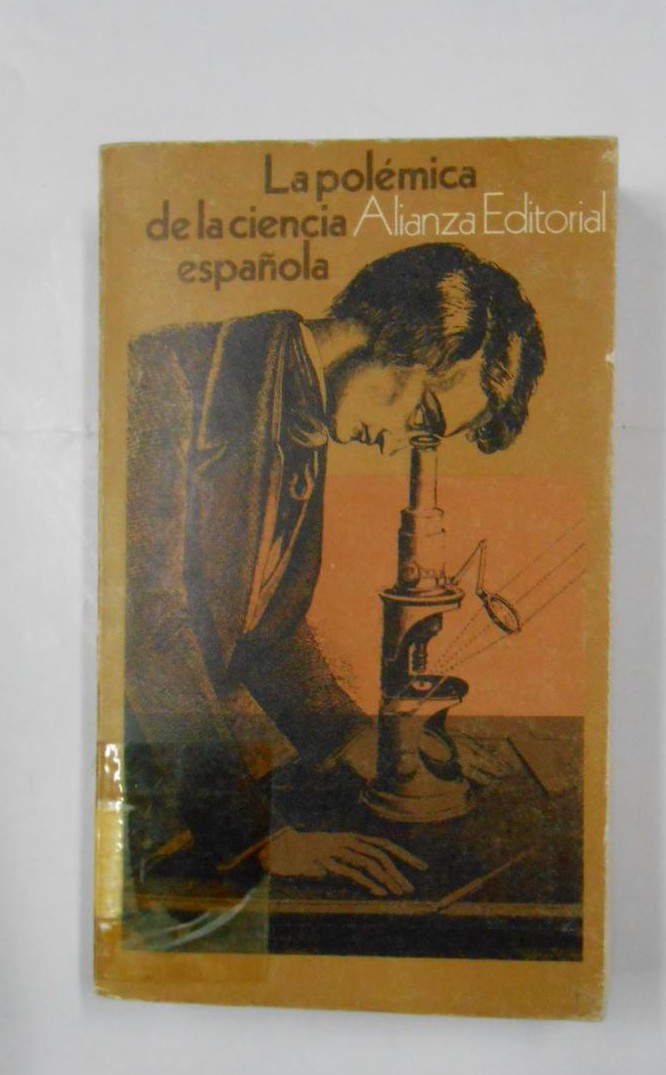 La polémica
de la ciencia Alianza Editorial
española